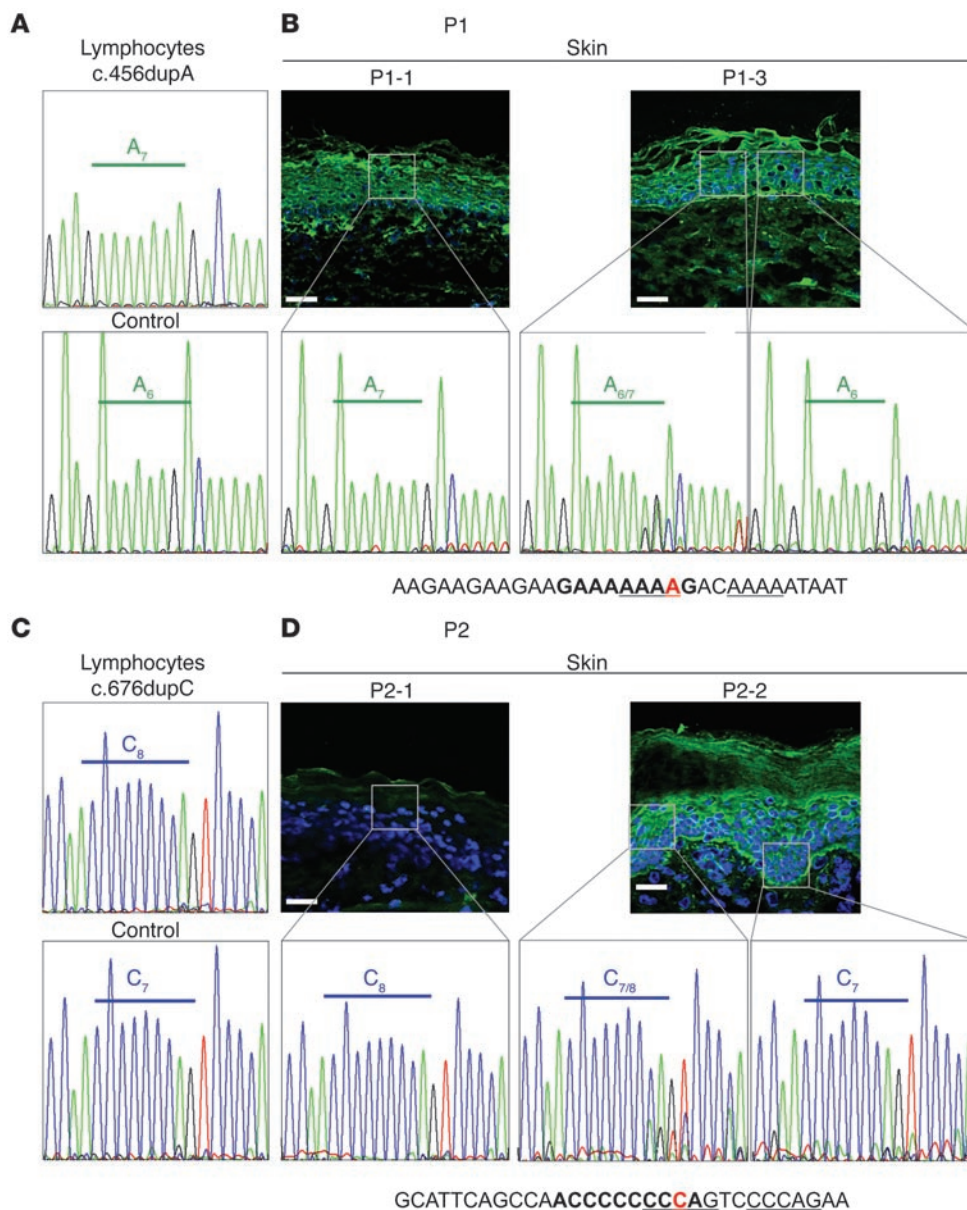 A
B
P1
Lymphocytes
c.456dupA
Skin
P1-1
P1-3
A7
Control
A6
A7
A6/7
A6
AAGAAGAAGAAGAAAAAAAGACAAAAATAAT
C
D
P2
Lymphocytes
c.676dupC
Skin
P2-1
P2-2
C8
Control
C7
C8
C7/8
C7
GCATTCAGCCAACCCCCCCCAGTCCCCCAGAA